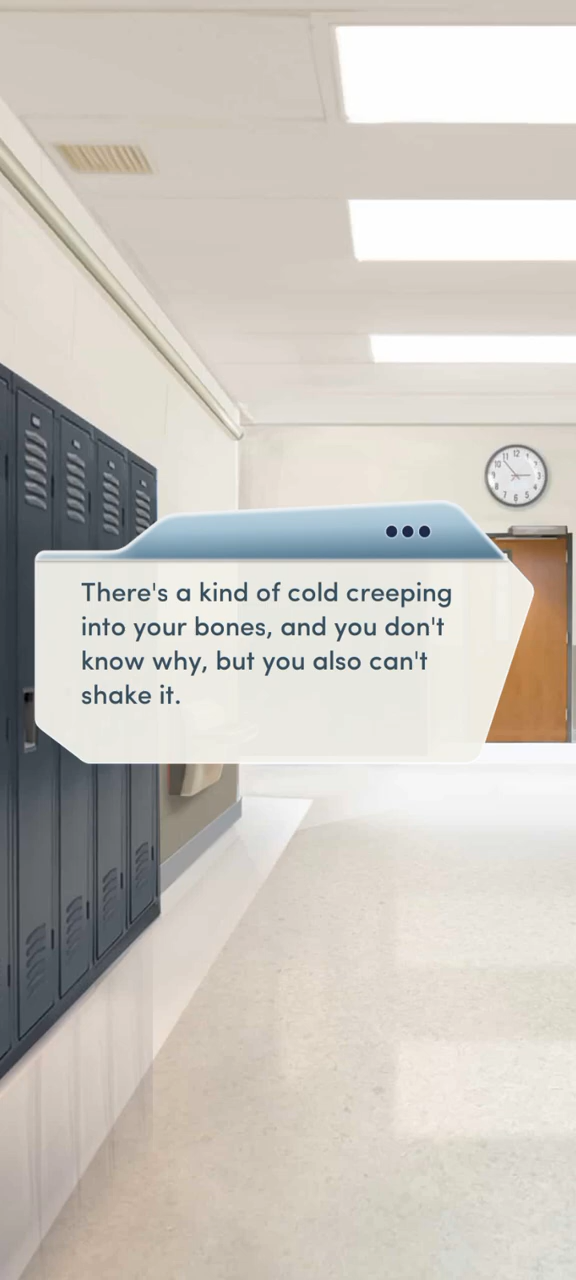 There's a kind of cold creeping
into your bones, and you don't
know why, but you also can't
shake it.